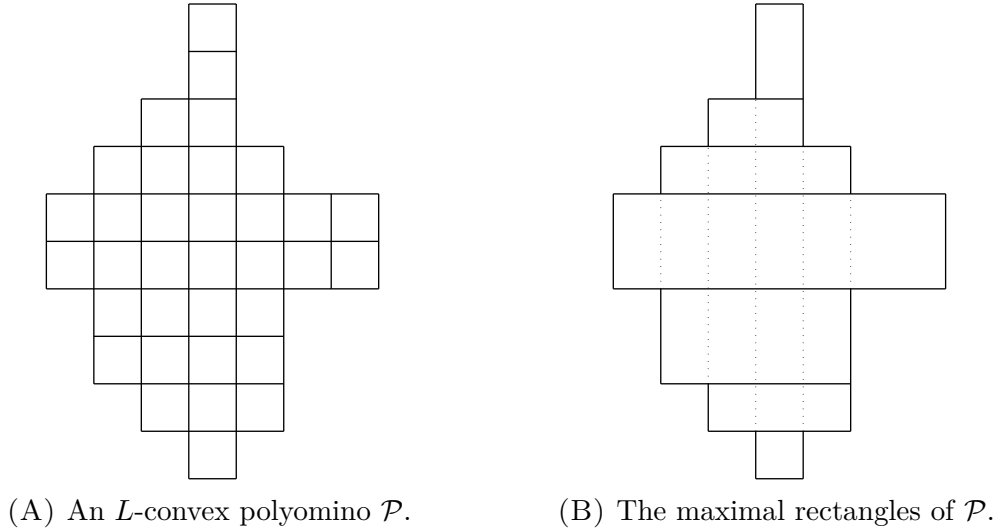 (A) An L-convex polyomino 𝒫.
(B) The maximal rectangles of 𝒫.